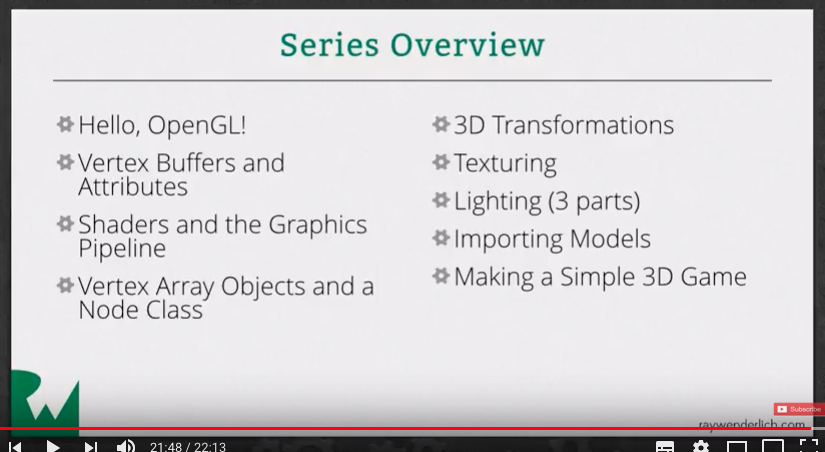 Series Overview
Hello, OpenGL!
Vertex Buffers and
Attributes
Shaders and the Graphics
Pipeline
Vertex Array Objects and a
Node Class
3D Transformations
Texturing
Lighting (3 parts)
Importing Models
Making a Simple 3D Game
RW
Subscribe
raywenderlich.com
21:48 / 22:13